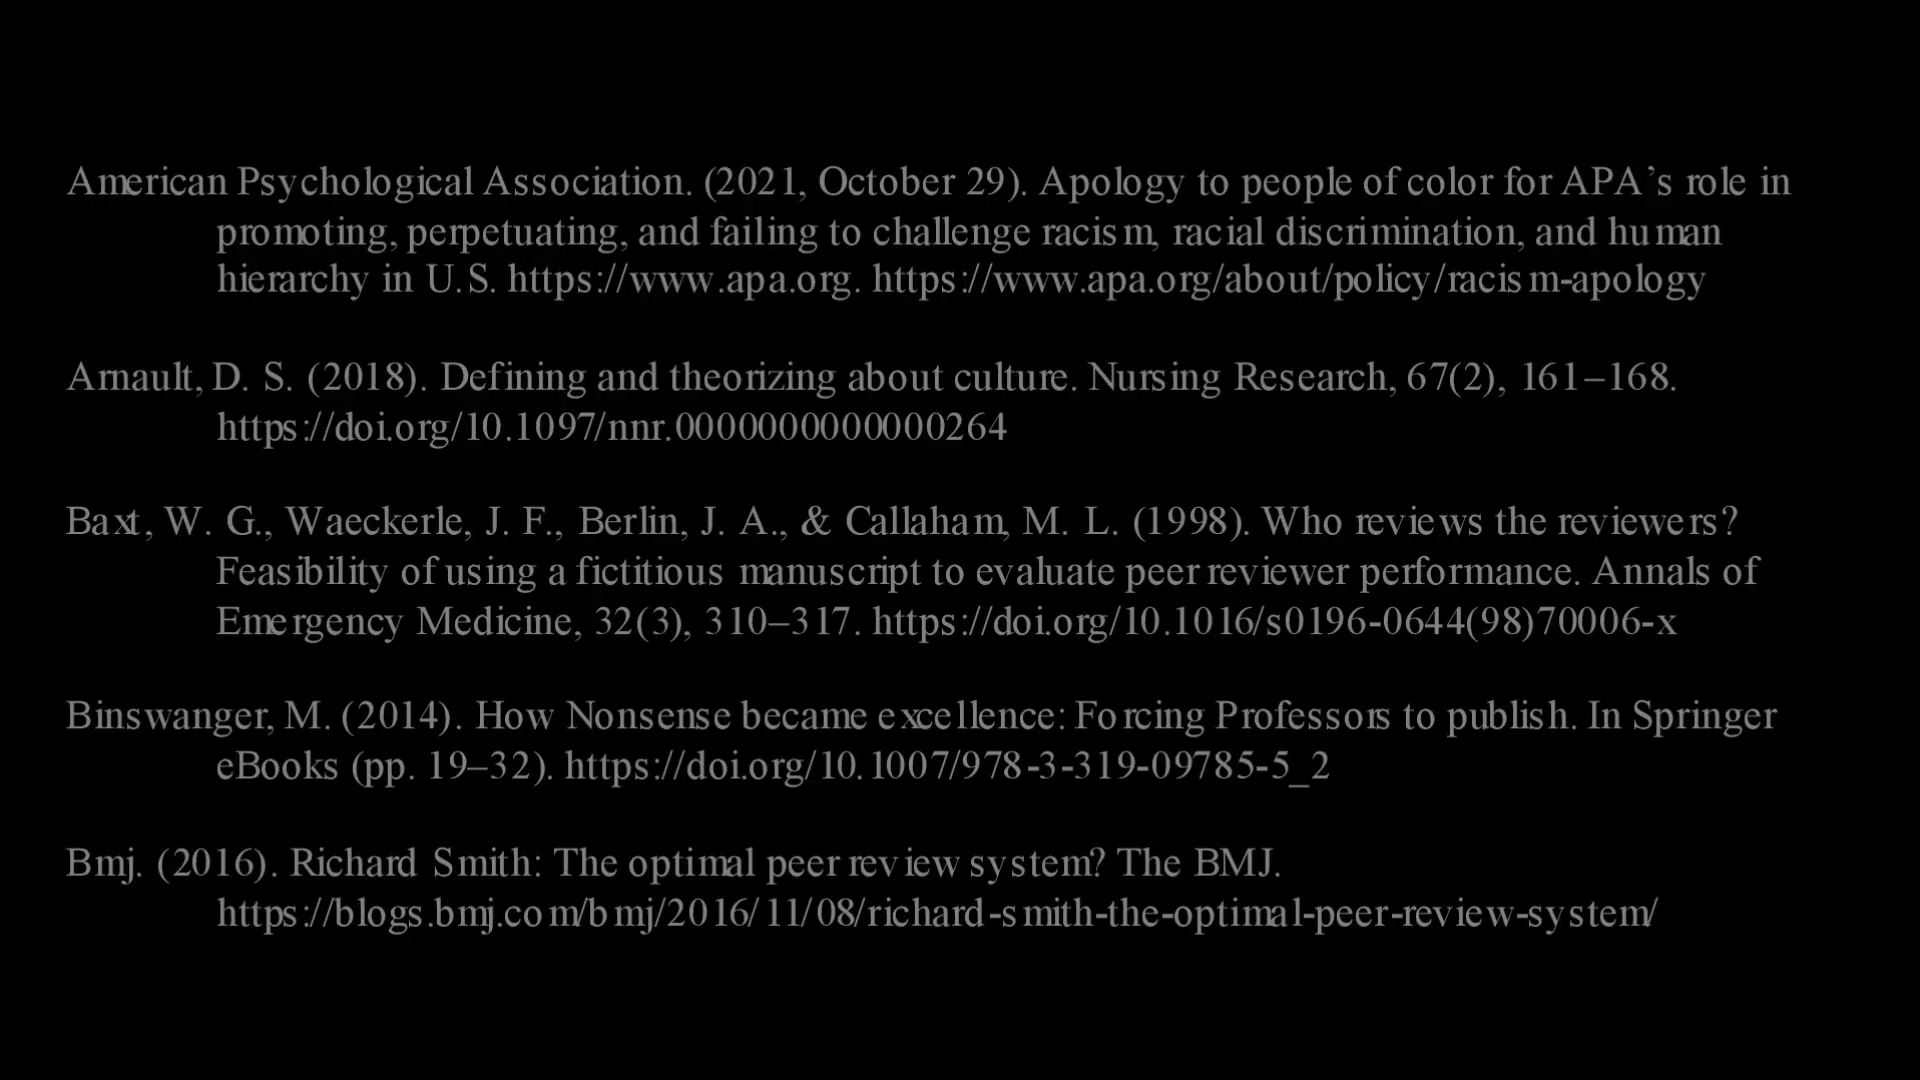 American Psychological Association. (2021, October 29). Apology to people of color for APA’s role in
promoting, perpetuating, and failing to challenge racism, racial discrimination, and human
hierarchy in U.S. https://www.apa.org. https://www.apa.org/about/policy/racism-apology
Arnault, D. S. (2018). Defining and theorizing about culture. Nursing Research, 67(2), 161–168.
https://doi.org/10.1097/nnr.0000000000000264
Baxt, W. G., Waeckerle, J. F., Berlin, J. A., & Callaham, M. L. (1998). Who reviews the reviewers?
Feasibility of using a fictitious manuscript to evaluate peer reviewer performance. Annals of
Emergency Medicine, 32(3), 310–317. https://doi.org/10.1016/s0196-0644(98)70006-x
Binswanger, M. (2014). How Nonsense became excellence: Forcing Professors to publish. In Springer
eBooks (pp. 19–32). https://doi.org/10.1007/978-3-319-09785-5_2
Bmj. (2016). Richard Smith: The optimal peer review system? The BMJ.
https://blogs.bmj.com/bmj/2016/11/08/richard-smith-the-optimal-peer-review-system/